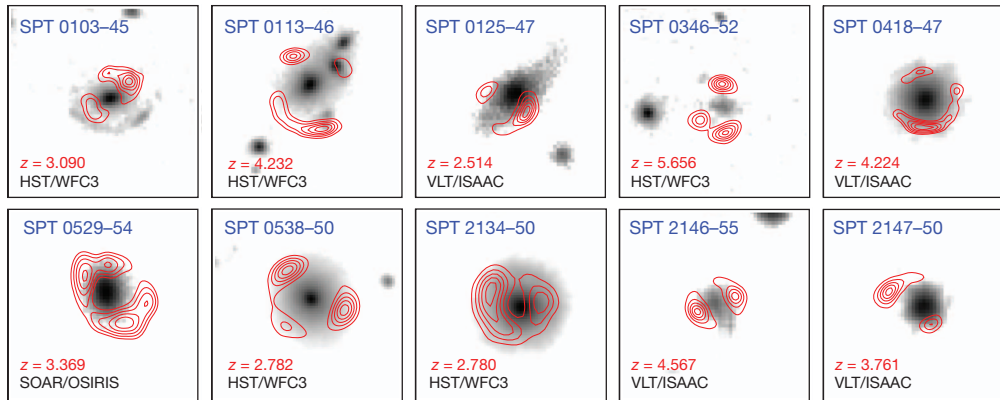 SPT 0103–45
z = 3.090
HST/WFC3
SPT 0113–46
z = 4.232
HST/WFC3
SPT 0125–47
z = 2.514
VLT/ISAAC
SPT 0346–52
z = 5.656
HST/WFC3
SPT 0418–47
z = 4.224
VLT/ISAAC
SPT 0529–54
z = 3.369
SOAR/OSIRIS
SPT 0538–50
z = 2.782
HST/WFC3
SPT 2134–50
z = 2.780
HST/WFC3
SPT 2146–55
z = 4.567
VLT/ISAAC
SPT 2147–50
z = 3.761
VLT/ISAAC